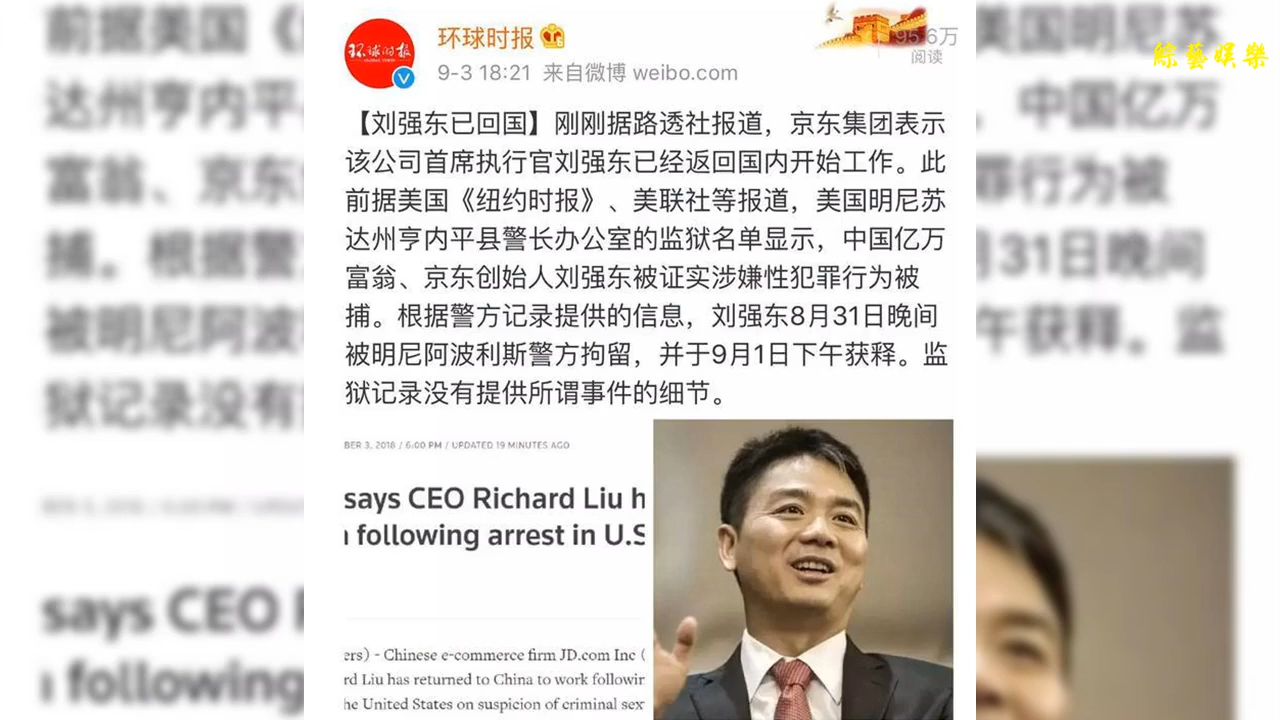 环球时报
9-3 18:21 来自微博 weibo.com
95.6万
阅读
綜藝娛樂
【刘强东已回国】刚刚据路透社报道，京东集团表示
该公司首席执行官刘强东已经返回国内开始工作。此
前据美国《纽约时报》、美联社等报道，美国明尼苏
达州亨内平县警长办公室的监狱名单显示，中国亿万
富翁、京东创始人刘强东被证实涉嫌性犯罪行为被
捕。根据警方记录提供的信息，刘强东8月31日晚间
被明尼阿波利斯警方拘留，并于9月1日下午获释。监
狱记录没有提供所谓事件的细节。
BER 3, 2018 / 6:00 PM / UPDATED 19 MINUTES AGO
says CEO Richard Liu h
following arrest in U.S
ers) - Chinese e-commerce firm JD.com Inc (
rd Liu has returned to China to work followin
he United States on suspicion of criminal sex